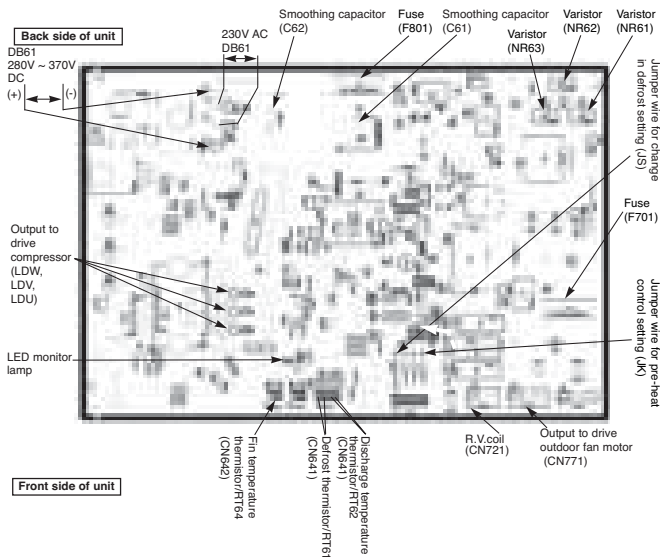 Back side of unit
DB61
280V ~ 370V
DC
(+)
(-)
230V AC
DB61
Smoothing capacitor
(C62)
Fuse
(F801)
Smoothing capacitor
(C61)
Varistor
(NR63)
Varistor
(NR62)
Varistor
(NR61)
Jumper wire for change
in defrost setting (JS)
Fuse
(F701)
Jumper wire for pre-heat
control setting (JK)
Output to
drive
compressor
(LDW,
LDV,
LDU)
LED monitor
lamp
Fin temperature
thermistor/RT64
(CN642)
Defrost thermistor/RT61
(CN641)
Discharge temperature
thermistor/RT62
(CN641)
R.V.coil
(CN721)
Output to drive
outdoor fan motor
(CN771)
Front side of unit